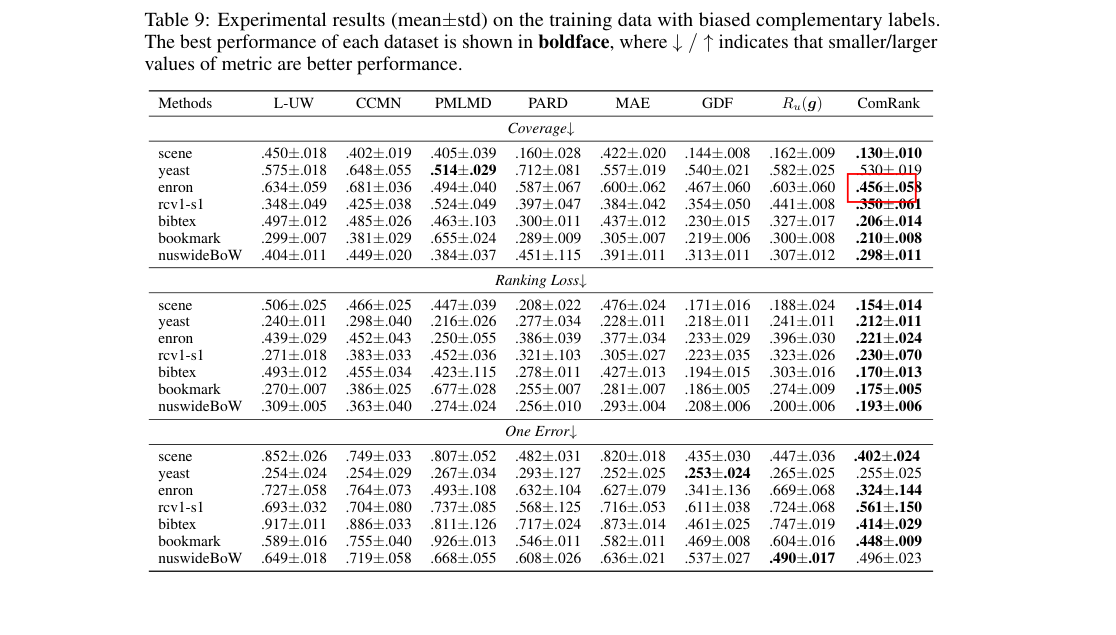 Table 9: Experimental results (mean±std) on the training data with biased complementary labels.
The best performance of each dataset is shown in boldface, where ↓ / ↑ indicates that smaller/larger
values of metric are better performance.
Methods L-UW CCMN PMLMD PARD MAE GDF R_u(g) ComRank
Coverage↓
scene .450±.018 .402±.019 .405±.039 .160±.028 .422±.020 .144±.008 .162±.009 .130±.010
yeast .575±.018 .648±.055 .514±.029 .712±.081 .557±.019 .540±.021 .582±.025 .530±.019
enron .634±.059 .681±.036 .494±.040 .587±.067 .600±.062 .467±.060 .603±.060 .456±.058
rcv1-s1 .348±.049 .425±.038 .524±.049 .397±.047 .384±.042 .354±.050 .441±.008 .350±.061
bibtex .497±.012 .485±.026 .463±.103 .300±.011 .437±.012 .230±.015 .327±.017 .206±.014
bookmark .299±.007 .381±.029 .655±.024 .289±.009 .305±.007 .219±.006 .300±.008 .210±.008
nuswideBoW .404±.011 .449±.020 .384±.037 .451±.115 .391±.011 .313±.011 .307±.012 .298±.011
Ranking Loss↓
scene .506±.025 .466±.025 .447±.039 .208±.022 .476±.024 .171±.016 .188±.024 .154±.014
yeast .240±.011 .298±.040 .216±.026 .277±.034 .228±.011 .218±.011 .241±.011 .212±.011
enron .439±.029 .452±.043 .250±.055 .386±.039 .377±.034 .233±.029 .396±.030 .221±.024
rcv1-s1 .271±.018 .383±.033 .452±.036 .321±.103 .305±.027 .223±.035 .323±.026 .230±.070
bibtex .493±.012 .455±.034 .423±.115 .278±.011 .427±.013 .194±.015 .303±.016 .170±.013
bookmark .270±.007 .386±.025 .677±.028 .255±.007 .281±.007 .186±.005 .274±.009 .175±.005
nuswideBoW .309±.005 .363±.040 .274±.024 .256±.010 .293±.004 .208±.006 .200±.006 .193±.006
One Error↓
scene .852±.026 .749±.033 .807±.052 .482±.031 .820±.018 .435±.030 .447±.036 .402±.024
yeast .254±.024 .254±.029 .267±.034 .293±.127 .252±.025 .253±.024 .265±.025 .255±.025
enron .727±.058 .764±.073 .493±.108 .632±.104 .627±.079 .341±.136 .669±.068 .324±.144
rcv1-s1 .693±.032 .704±.080 .737±.085 .568±.125 .716±.053 .611±.038 .724±.068 .561±.150
bibtex .917±.011 .886±.033 .811±.126 .717±.024 .873±.014 .461±.025 .747±.019 .414±.029
bookmark .589±.016 .755±.040 .926±.013 .546±.011 .582±.011 .469±.008 .604±.016 .448±.009
nuswideBoW .649±.018 .719±.058 .668±.055 .608±.026 .636±.021 .537±.027 .490±.017 .496±.023